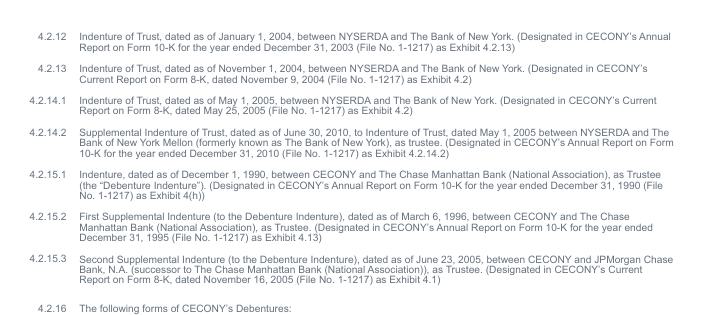 4.2.12 Indenture of Trust, dated as of January 1, 2004, between NYSERDA and The Bank of New York. (Designated in CECONY's Annual
Report on Form 10-K for the year ended December 31, 2003 (File No. 1-1217) as Exhibit 4.2.13)
4.2.13 Indenture of Trust, dated as of November 1, 2004, between NYSERDA and The Bank of New York. (Designated in CECONY's
Current Report on Form 8-K, dated November 9, 2004 (File No. 1-1217) as Exhibit 4.2)
4.2.14.1 Indenture of Trust, dated as of May 1, 2005, between NYSERDA and The Bank of New York. (Designated in CECONY's Current
Report on Form 8-K, dated May 25, 2005 (File No. 1-1217) as Exhibit 4.2)
4.2.14.2 Supplemental Indenture of Trust, dated as of June 30, 2010, to Indenture of Trust, dated May 1, 2005 between NYSERDA and The
Bank of New York Mellon (formerly known as The Bank of New York), as trustee. (Designated in CECONY's Annual Report on Form
10-K for the year ended December 31, 2010 (File No. 1-1217) as Exhibit 4.2.14.2)
4.2.15.1 Indenture, dated as of December 1, 1990, between CECONY and The Chase Manhattan Bank (National Association), as Trustee
(the “Debenture Indenture”). (Designated in CECONY's Annual Report on Form 10-K for the year ended December 31, 1990 (File
No. 1-1217) as Exhibit 4(h))
4.2.15.2 First Supplemental Indenture (to the Debenture Indenture), dated as of March 6, 1996, between CECONY and The Chase
Manhattan Bank (National Association), as Trustee. (Designated in CECONY's Annual Report on Form 10-K for the year ended
December 31, 1995 (File No. 1-1217) as Exhibit 4.13)
4.2.15.3 Second Supplemental Indenture (to the Debenture Indenture), dated as of June 23, 2005, between CECONY and JPMorgan Chase
Bank, N.A. (successor to The Chase Manhattan Bank (National Association)), as Trustee. (Designated in CECONY's Current
Report on Form 8-K, dated November 16, 2005 (File No. 1-1217) as Exhibit 4.1)
4.2.16 The following forms of CECONY's Debentures: